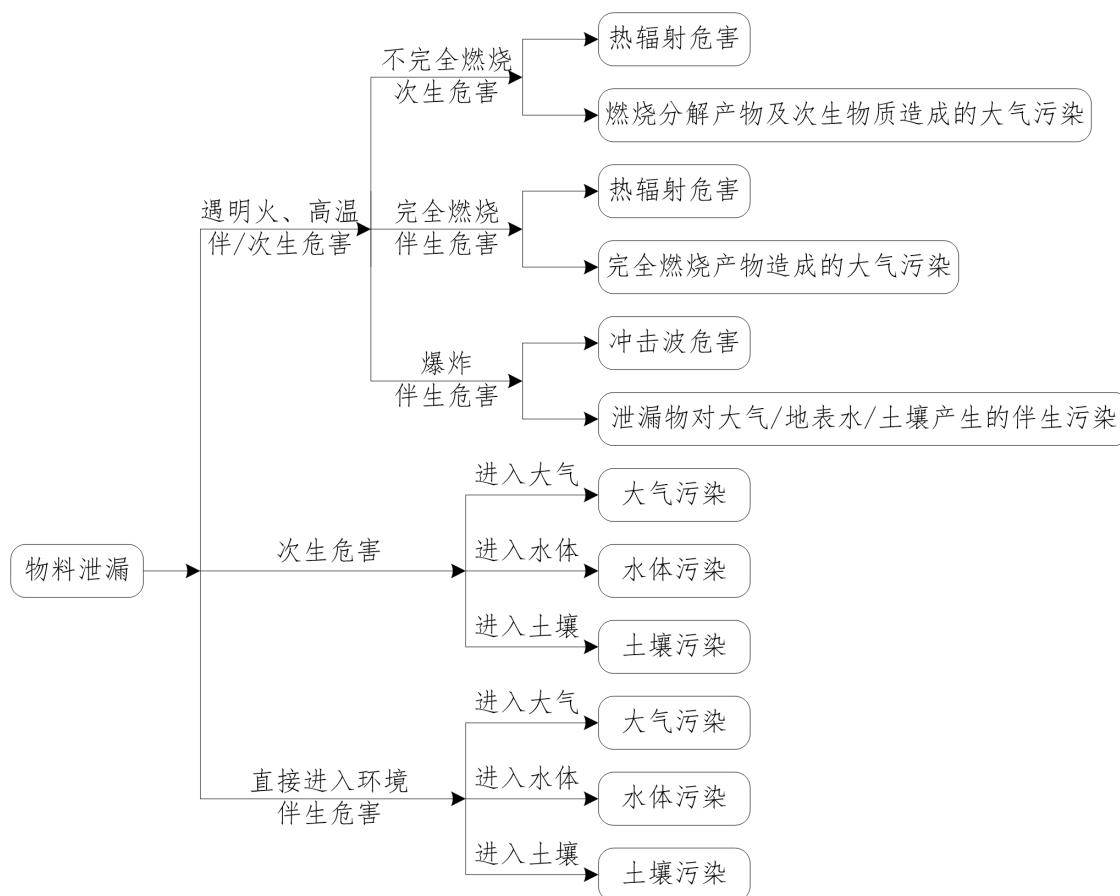 不完全燃烧
次生危害
热辐射危害
燃烧分解产物及次生物质造成的大气污染
遇明火、高温
伴/次生危害
完全燃烧
伴生危害
热辐射危害
完全燃烧产物造成的大气污染
爆炸
伴生危害
冲击波危害
泄漏物对大气/地表水/土壤产生的伴生污染
物料泄漏
次生危害
进入大气
大气污染
进入水体
水体污染
进入土壤
土壤污染
直接进入环境
伴生危害
进入大气
大气污染
进入水体
水体污染
进入土壤
土壤污染